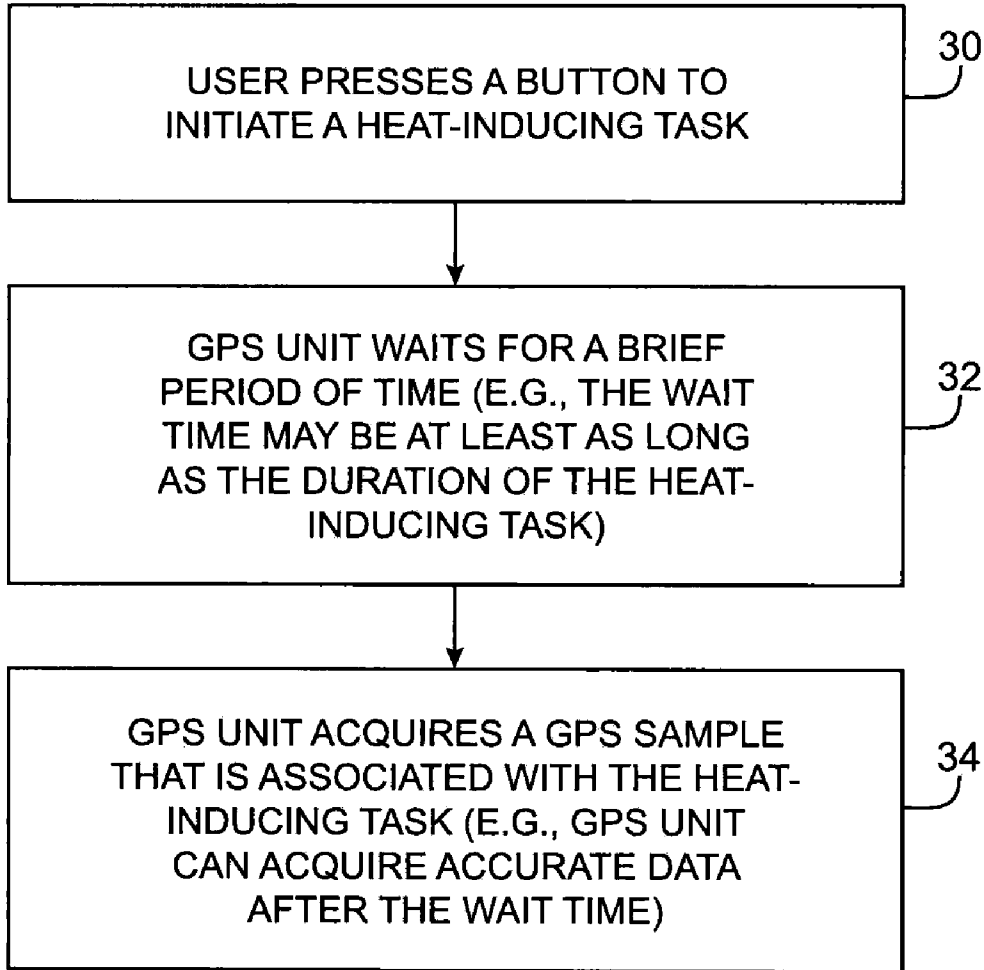 USER PRESSES A BUTTON TO
INITIATE A HEAT-INDUCING TASK
30
GPS UNIT WAITS FOR A BRIEF
PERIOD OF TIME (E.G., THE WAIT
TIME MAY BE AT LEAST AS LONG
AS THE DURATION OF THE HEAT-
INDUCING TASK)
32
GPS UNIT ACQUIRES A GPS SAMPLE
THAT IS ASSOCIATED WITH THE HEAT-
INDUCING TASK (E.G., GPS UNIT
CAN ACQUIRE ACCURATE DATA
AFTER THE WAIT TIME)
34